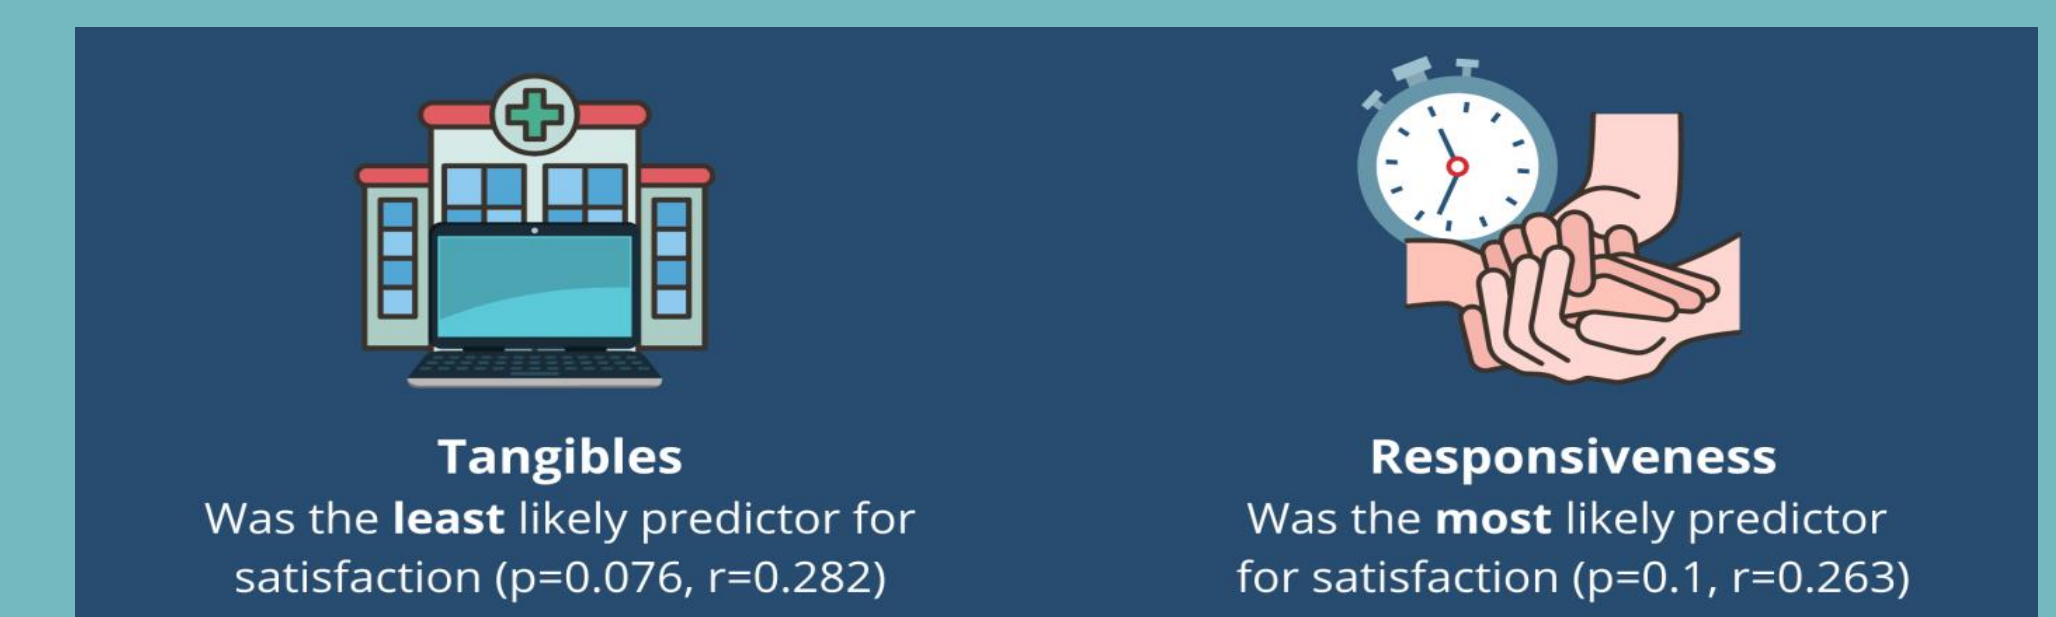 Tangibles
Was the least likely predictor for
satisfaction (p=0.076, r=0.282)
Responsiveness
Was the most likely predictor
for satisfaction (p=0.1, r=0.263)